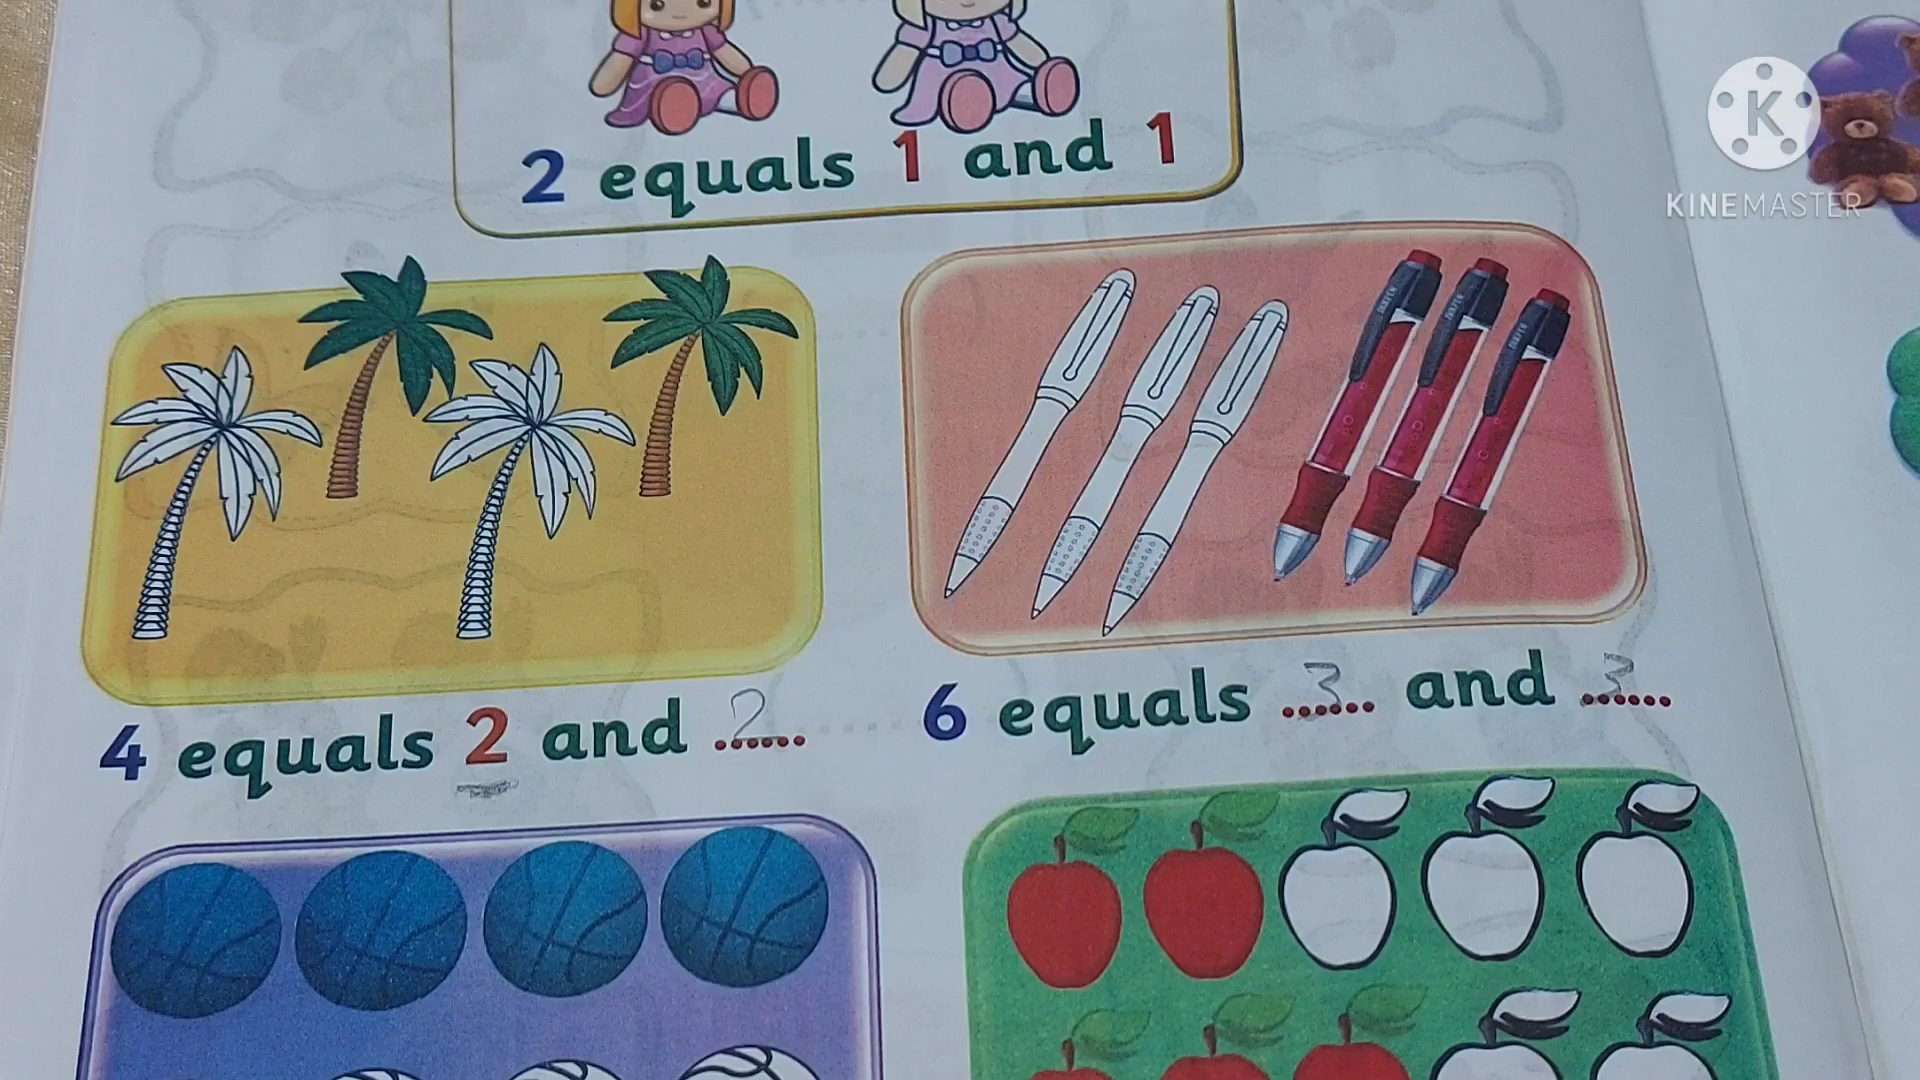 2 equals 1 and 1
K
KINEMASTER
4 equals 2 and 2
6 equals 3 and 3